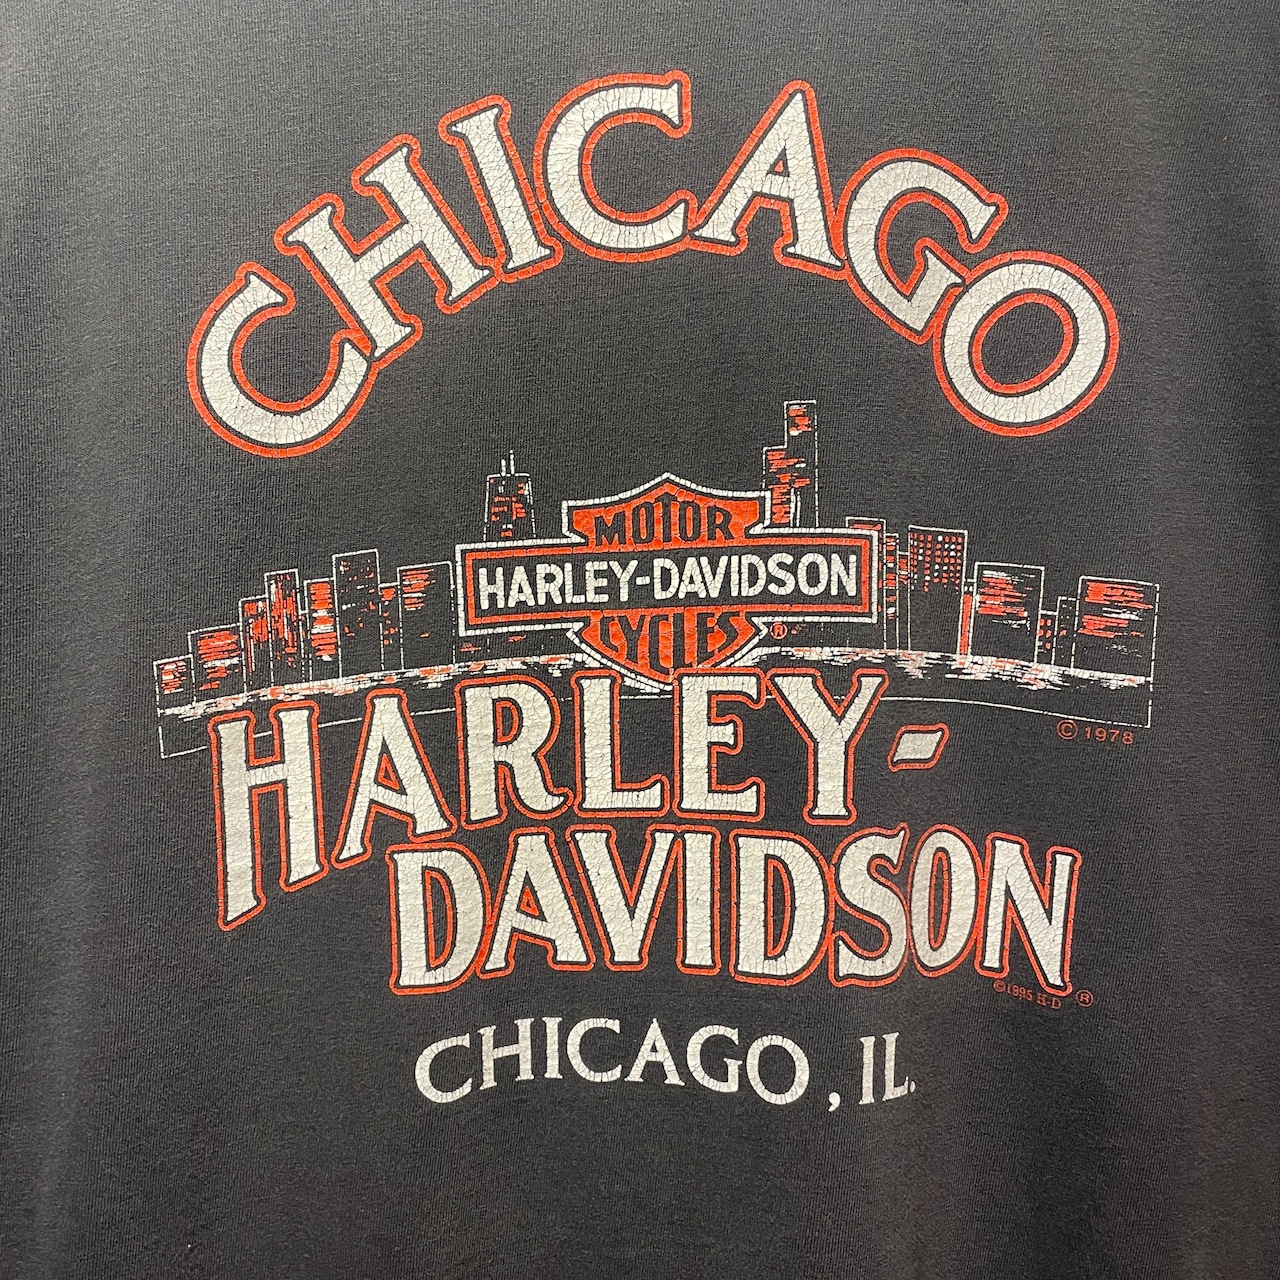 CHICAGO
MOTOR
HARLEY-DAVIDSON
CYCLES ®
HARLEY-
© 1978
DAVIDSON
©1995 H-D ®
CHICAGO, IL.